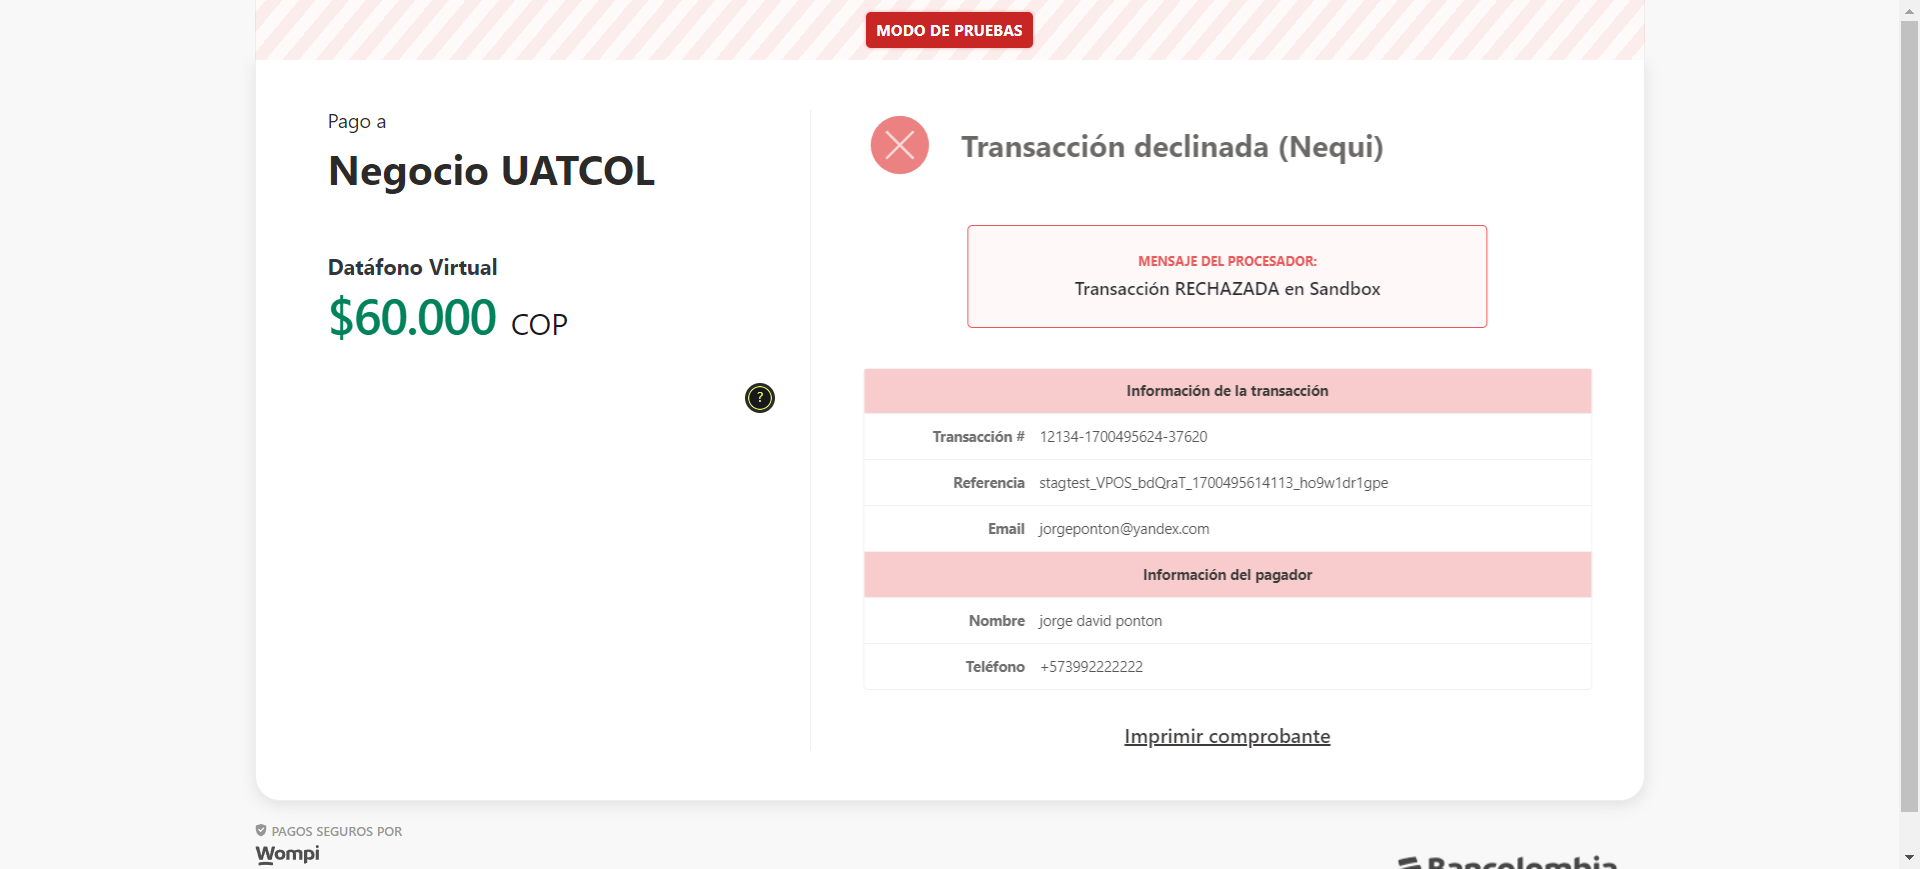 MODO DE PRUEBAS
Pago a
Negocio UATCOL
Datáfono Virtual
$60.000 COP
?
Transacción declinada (Nequi)
MENSAJE DEL PROCESADOR:
Transacción RECHAZADA en Sandbox
Información de la transacción
Transacción # 12134-1700495624-37620
Referencia stagtest_VPOS_bdQraT_1700495614113_ho9w1dr1gpe
Email jorgeponton@yandex.com
Información del pagador
Nombre jorge david ponton
Teléfono +573992222222
Imprimir comprobante
PAGOS SEGUROS POR
Wompi
Bancolombia